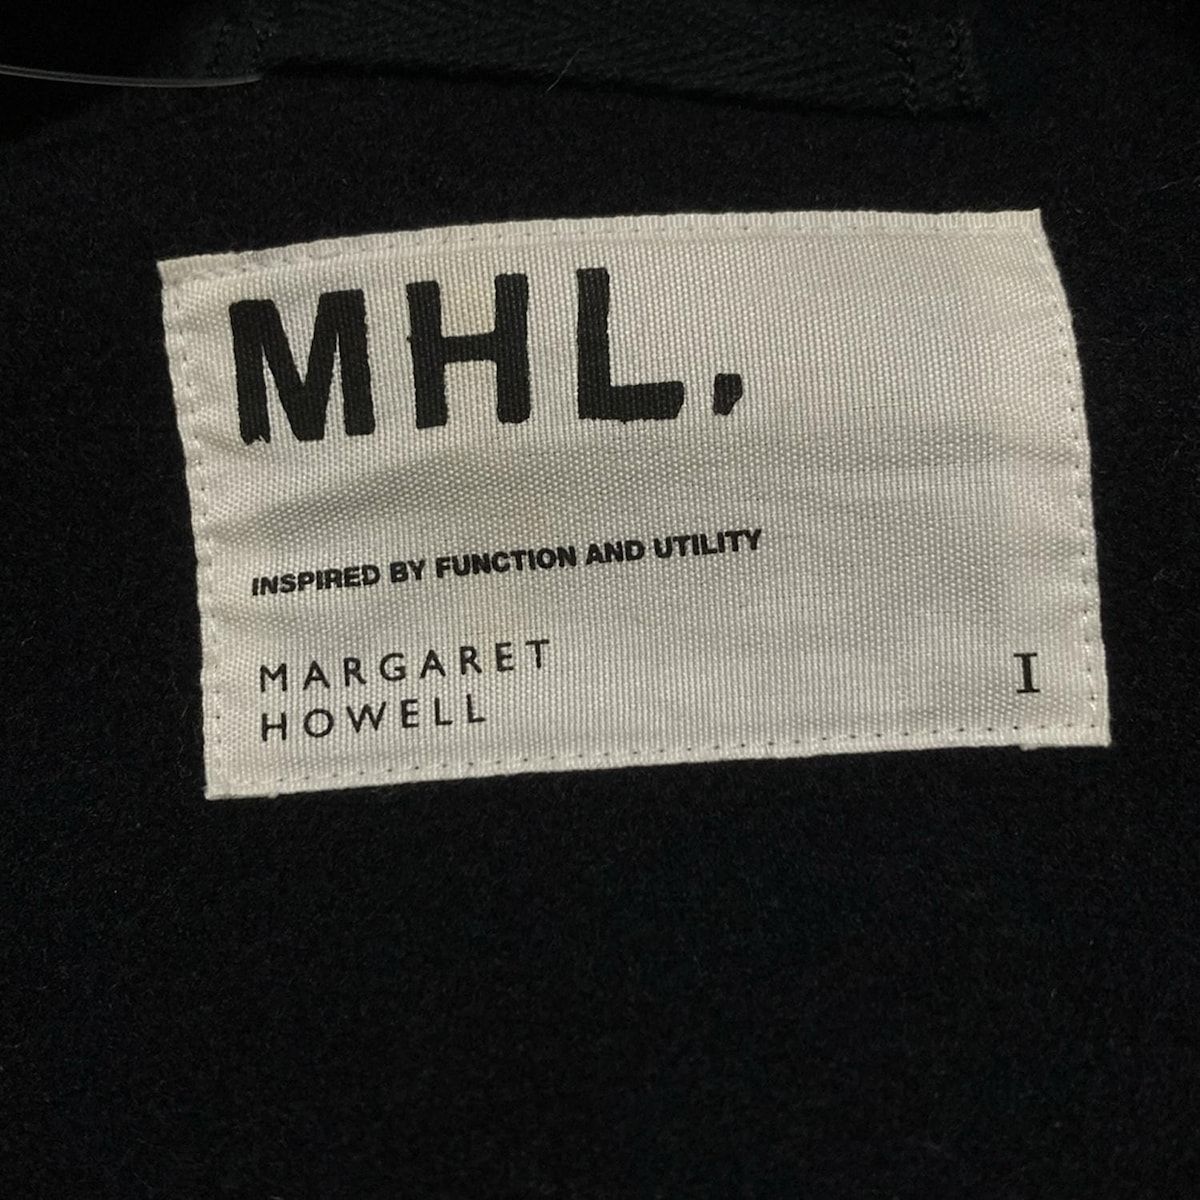 MHL.
INSPIRED BY FUNCTION AND UTILITY
MARGARET
HOWELL
I